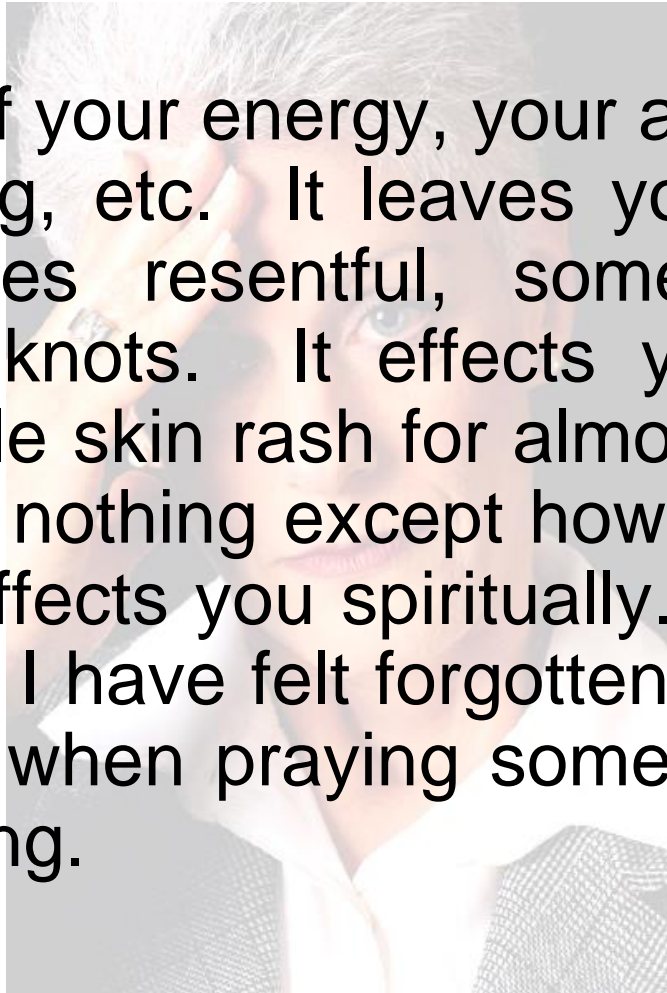 f your energy, your a
g, etc. It leaves yo
es resentful, some
knots. It effects y
le skin rash for almo
nothing except how
ffects you spiritually.
I have felt forgotten
when praying some
ng.